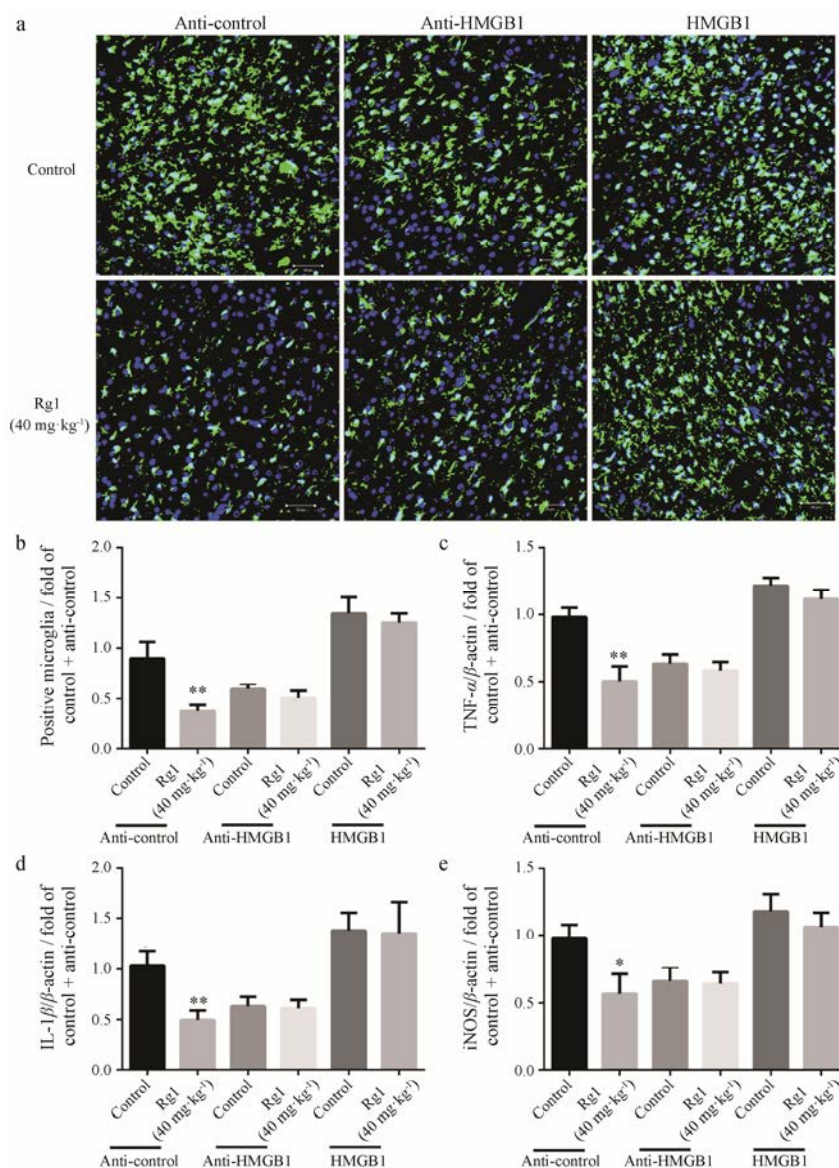 a
Anti-control
Anti-HMGB1
HMGB1
Control
Rg1
(40 mg·kg⁻¹)
b
Positive microglia / fold of
control + anti-control
2.0
1.5
1.0
0.5
0.0
**
Control
Rg1
(40 mg·kg⁻¹)
Control
Rg1
(40 mg·kg⁻¹)
Control
Rg1
(40 mg·kg⁻¹)
Anti-control
Anti-HMGB1
HMGB1
c
TNF-α/β-actin / fold of
control + anti-control
1.5
1.0
0.5
0.0
**
Control
Rg1
(40 mg·kg⁻¹)
Control
Rg1
(40 mg·kg⁻¹)
Control
Rg1
(40 mg·kg⁻¹)
Anti-control
Anti-HMGB1
HMGB1
d
IL-1β/β-actin / fold of
control + anti-control
2.0
1.5
1.0
0.5
0.0
**
Control
Rg1
(40 mg·kg⁻¹)
Control
Rg1
(40 mg·kg⁻¹)
Control
Rg1
(40 mg·kg⁻¹)
Anti-control
Anti-HMGB1
HMGB1
e
iNOS/β-actin / fold of
control + anti-control
1.5
1.0
0.5
0.0
*
Control
Rg1
(40 mg·kg⁻¹)
Control
Rg1
(40 mg·kg⁻¹)
Control
Rg1
(40 mg·kg⁻¹)
Anti-control
Anti-HMGB1
HMGB1